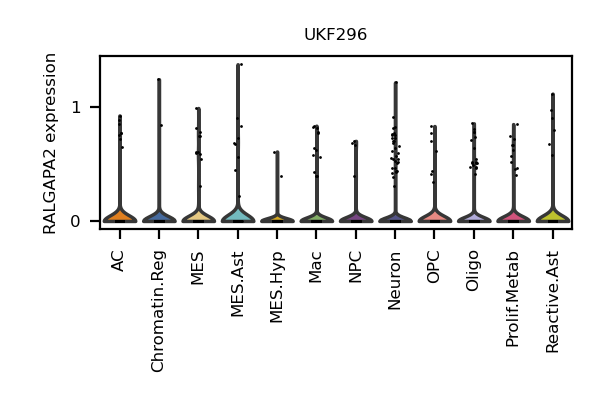 UKF296
RALGAPA2 expression
1
0
AC
Chromatin.Reg
MES
MES.Ast
MES.Hyp
Mac
NPC
Neuron
OPC
Oligo
Prolif.Metab
Reactive.Ast